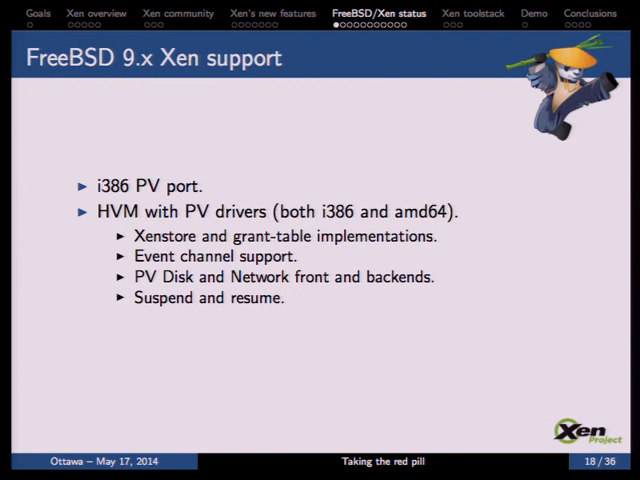 Goals Xen overview Xen community Xen's new features FreeBSD/Xen status Xen toolstack Demo Conclusions
FreeBSD 9.x Xen support
i386 PV port.
HVM with PV drivers (both i386 and amd64).
Xenstore and grant-table implementations.
Event channel support.
PV Disk and Network front and backends.
Suspend and resume.
Xen
Project
Ottawa – May 17, 2014 Taking the red pill 18 / 36